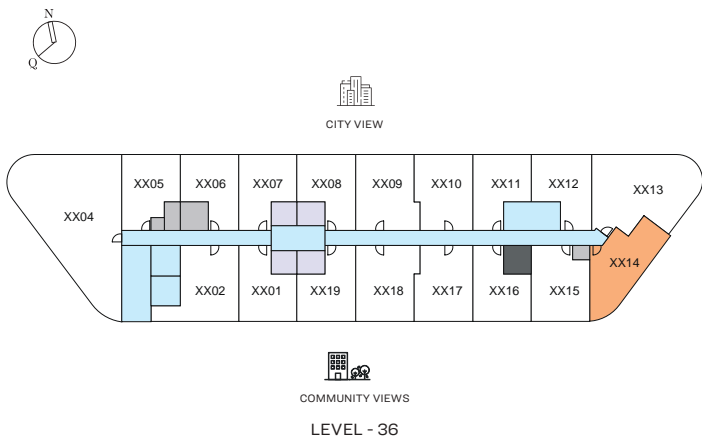 N
Q
CITY VIEW
XX05 XX06 XX07 XX08 XX09 XX10 XX11 XX12
XX04 XX13
XX14
XX02 XX01 XX19 XX18 XX17 XX16 XX15
COMMUNITY VIEWS
LEVEL - 36